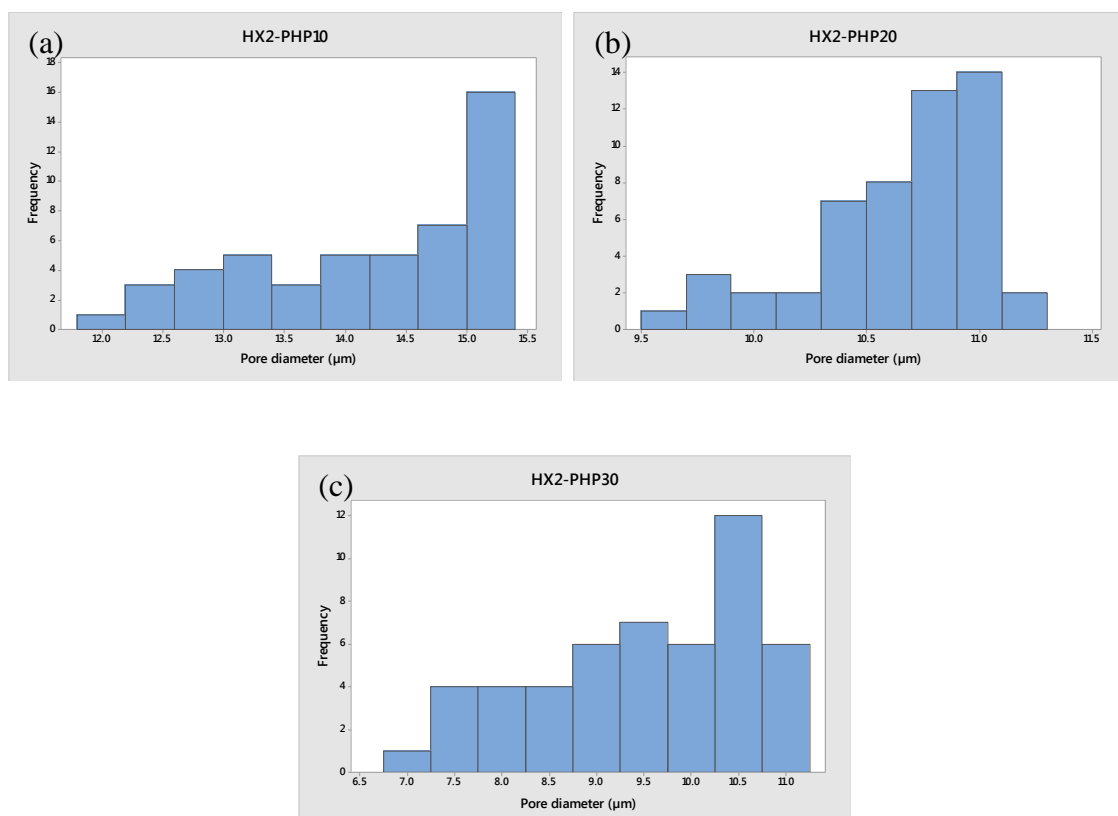 (a)
HX2-PHP10
18
16
14
12
10
8
6
4
2
0
Frequency
12.0 12.5 13.0 13.5 14.0 14.5 15.0 15.5
Pore diameter (µm)
(b)
HX2-PHP20
14
12
10
8
6
4
2
0
Frequency
9.5 10.0 10.5 11.0 11.5
Pore diameter (µm)
(c)
HX2-PHP30
12
10
8
6
4
2
0
Frequency
6.5 7.0 7.5 8.0 8.5 9.0 9.5 10.0 10.5 11.0
Pore diameter (µm)